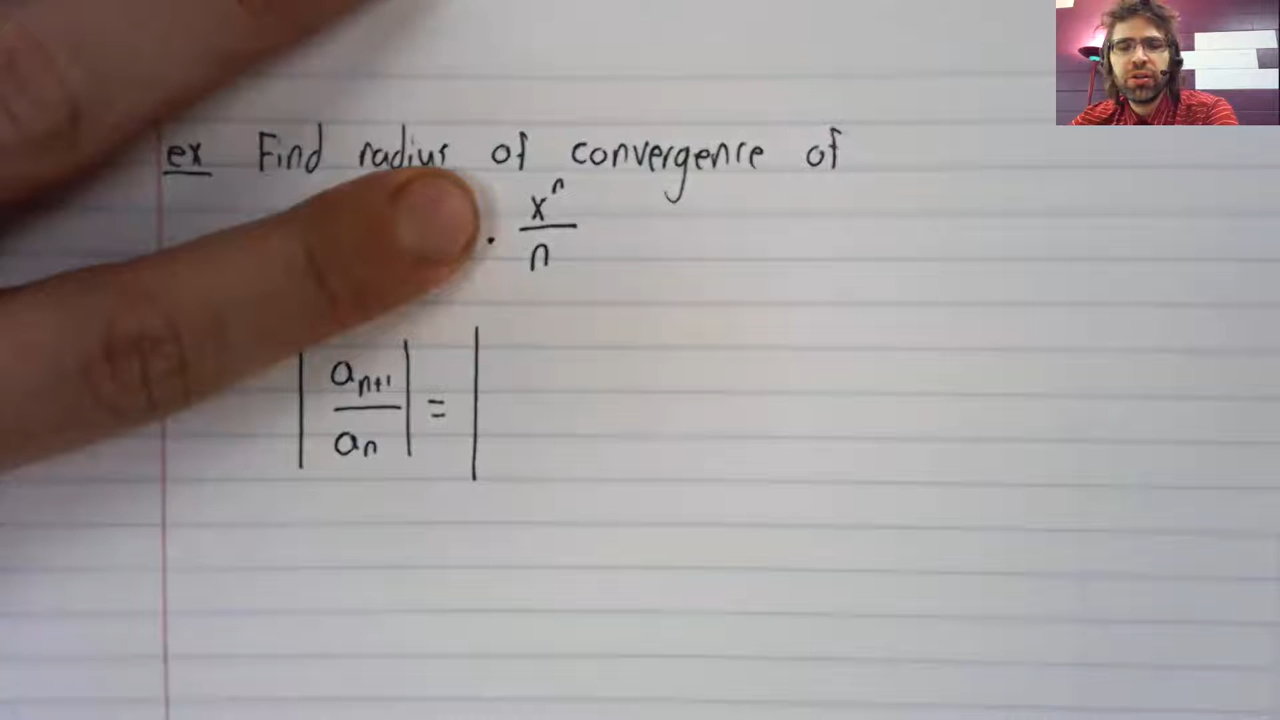 ex Find radius of convergence of
· x^n / n
| a_{n+1} / a_n | = |